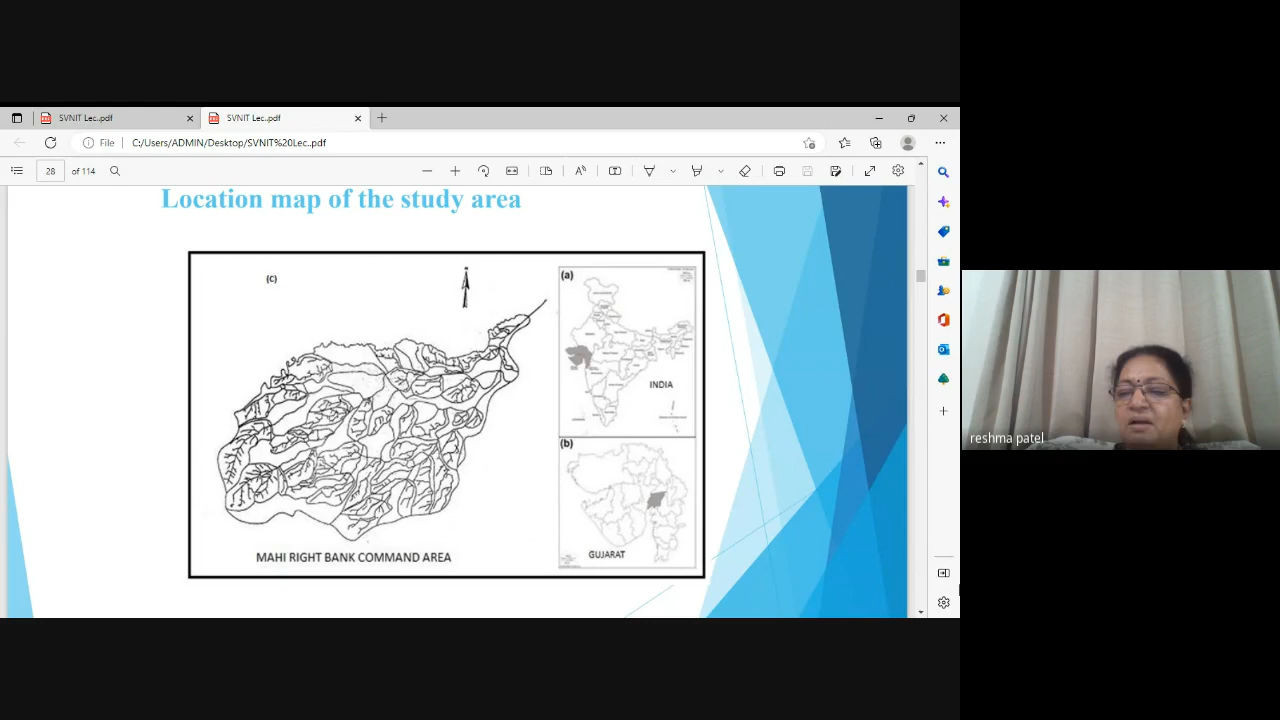 SVNIT Lec..pdf
SVNIT Lec..pdf
File
C:/Users/ADMIN/Desktop/SVNIT%20Lec..pdf
28 of 114
Location map of the study area
(c)
(a)
INDIA
(b)
GUJARAT
MAHI RIGHT BANK COMMAND AREA
reshma patel